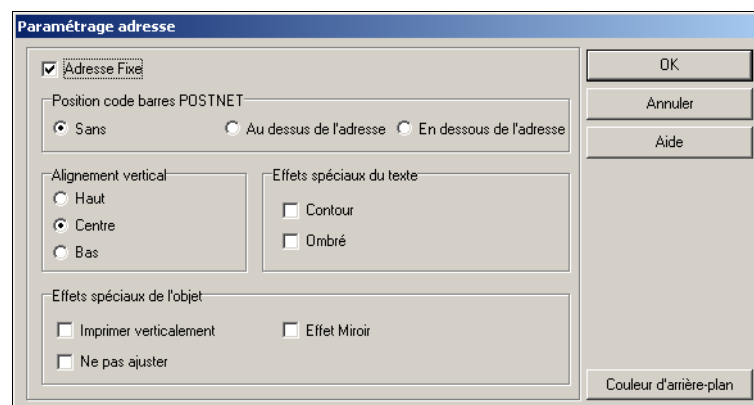 Paramétrage adresse
Adresse Fixe
OK
Position code barres POSTNET
Annuler
Sans
Au dessus de l'adresse
En dessous de l'adresse
Aide
Alignement vertical
Effets spéciaux du texte
Haut
Contour
Centre
Ombré
Bas
Effets spéciaux de l'objet
Imprimer verticalement
Effet Miroir
Ne pas ajuster
Couleur d'arrière-plan